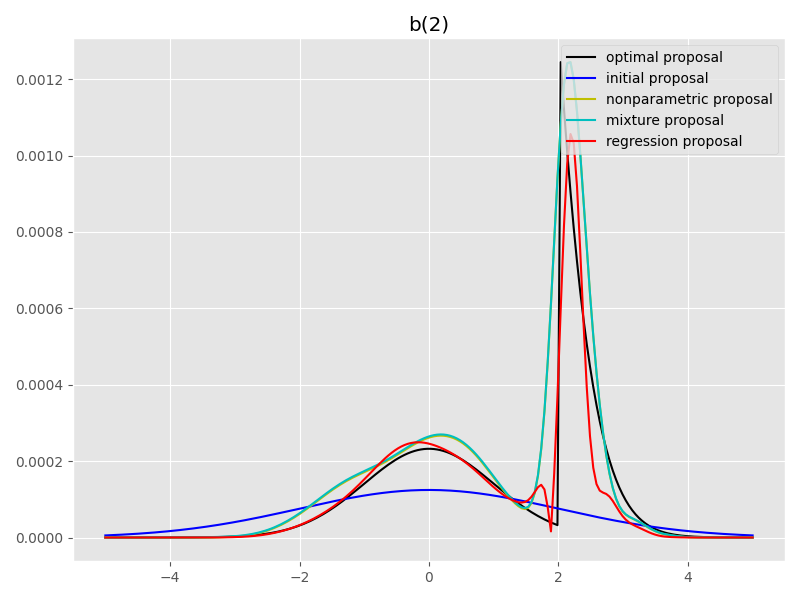 b(2)
optimal proposal
initial proposal
nonparametric proposal
mixture proposal
regression proposal
0.0012
0.0010
0.0008
0.0006
0.0004
0.0002
0.0000
−4 −2 0 2 4